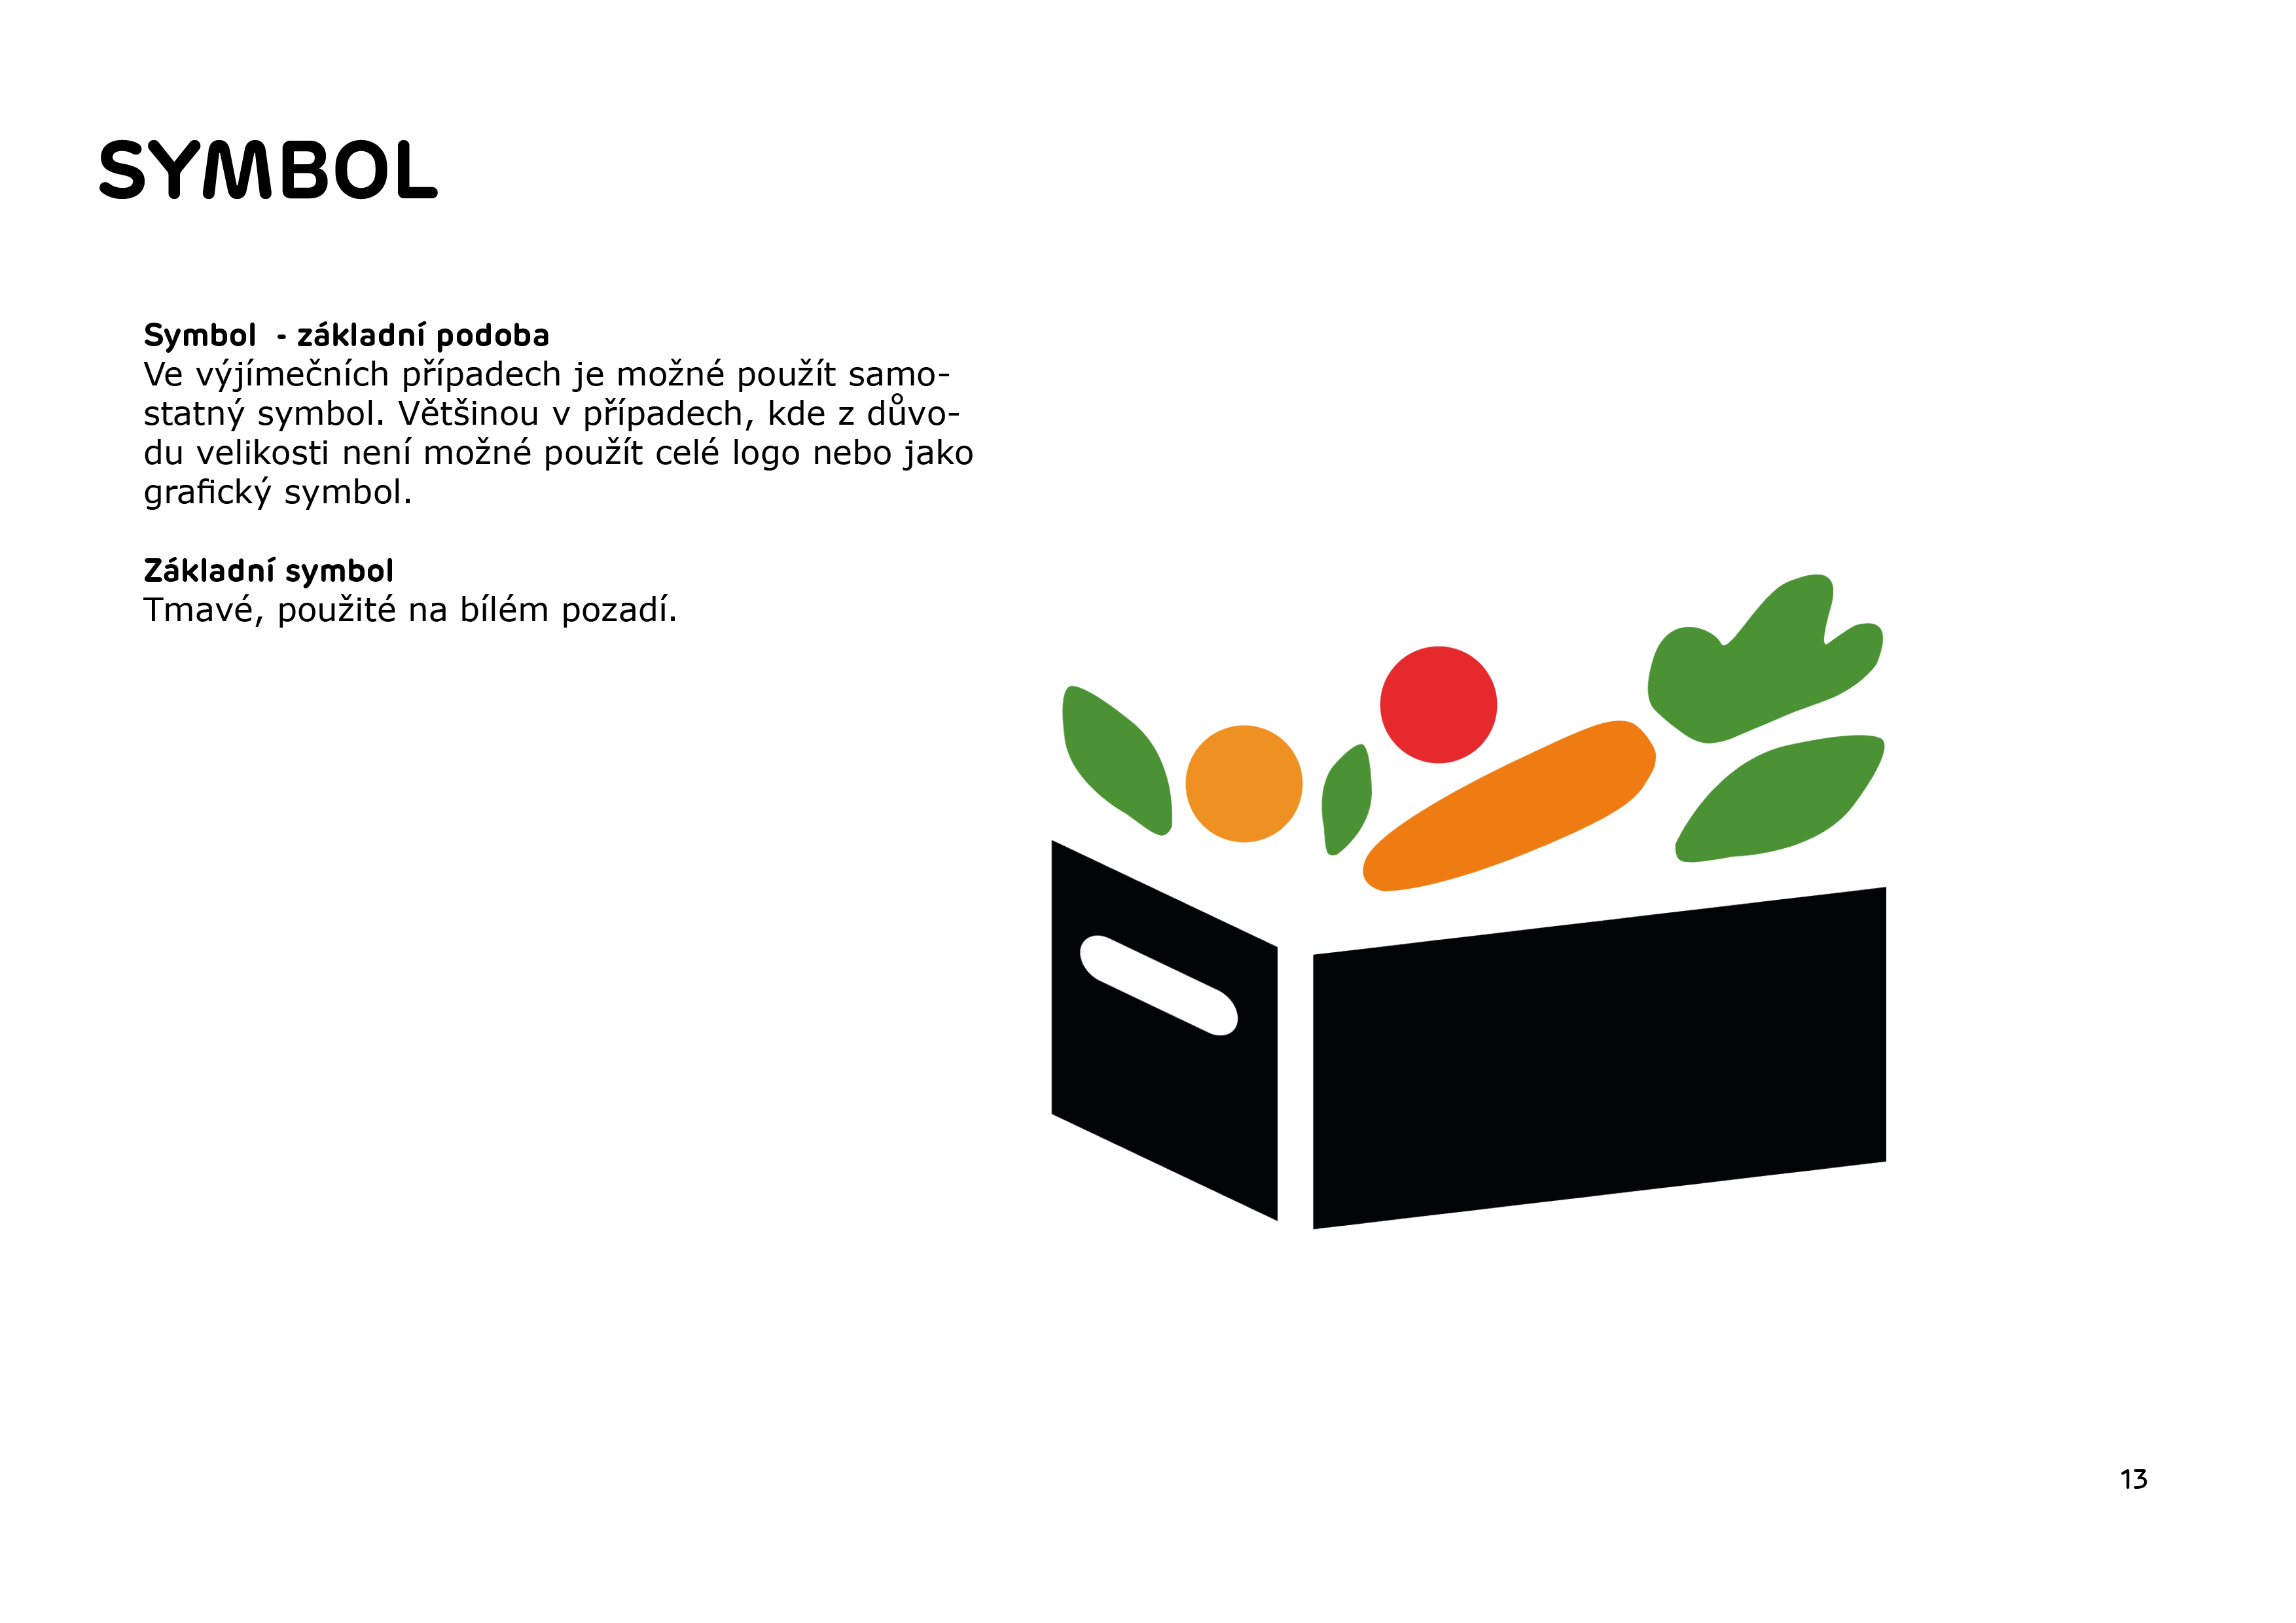 SYMBOL
Symbol  - základní podoba
Ve výjímečních případech je možné použít samo-
statný symbol. Většinou v případech, kde z důvo-
du velikosti není možné použít celé logo nebo jako
grafický symbol.
Základní symbol
Tmavé, použité na bílém pozadí.
13